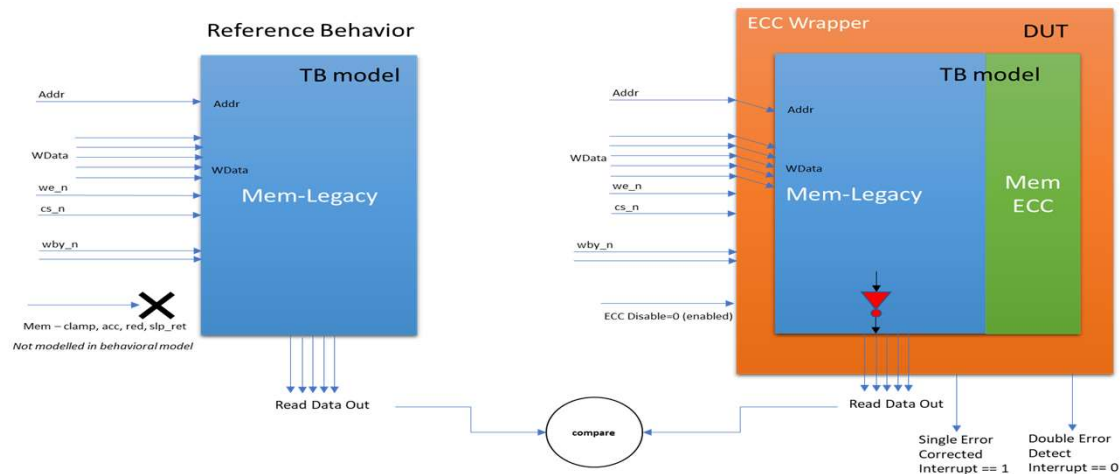 Reference Behavior
TB model
Addr
Addr
WData
WData
we_n
Mem-Legacy
cs_n
wby_n
Mem – clamp, acc, red, slp_ret
Not modelled in behavioral model
Read Data Out
compare
ECC Wrapper
DUT
TB model
Addr
Addr
WData
WData
we_n
Mem-Legacy
Mem
ECC
cs_n
wby_n
ECC Disable=0 (enabled)
Read Data Out
Single Error
Corrected
Interrupt == 1
Double Error
Detect
Interrupt == 0